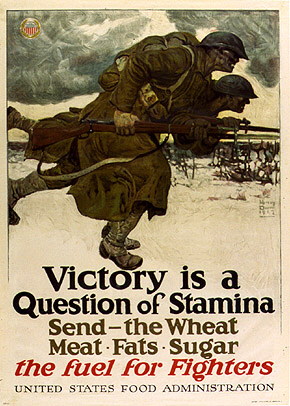 Victory is a
Question of Stamina
Send – the Wheat
Meat · Fats · Sugar
the fuel for Fighters
UNITED STATES FOOD ADMINISTRATION